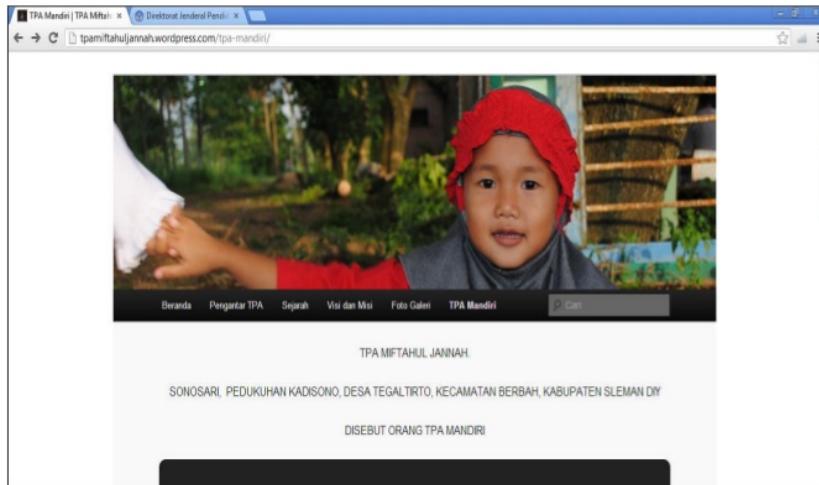 TPA Mandiri | TPA Miftah
Direktorat Jenderal Pendid
tpamiftahuljannah.wordpress.com/tpa-mandiri/
Beranda Pengantar TPA Sejarah Visi dan Misi Foto Galeri TPA Mandiri Cari
TPA MIFTAHUL JANNAH.
SONOSARI, PEDUKUHAN KADISONO, DESA TEGALTIRTO, KECAMATAN BERBAH, KABUPATEN SLEMAN DIY
DISEBUT ORANG TPA MANDIRI